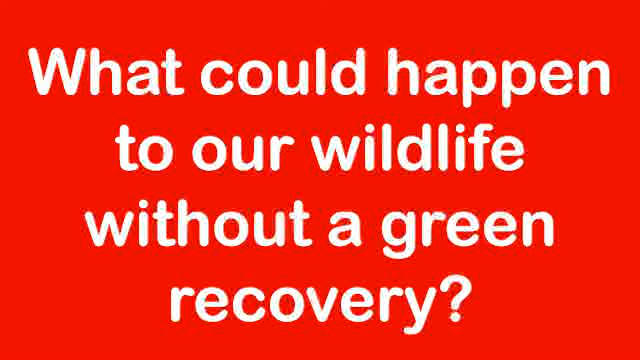 What could happen
to our wildlife
without a green
recovery?